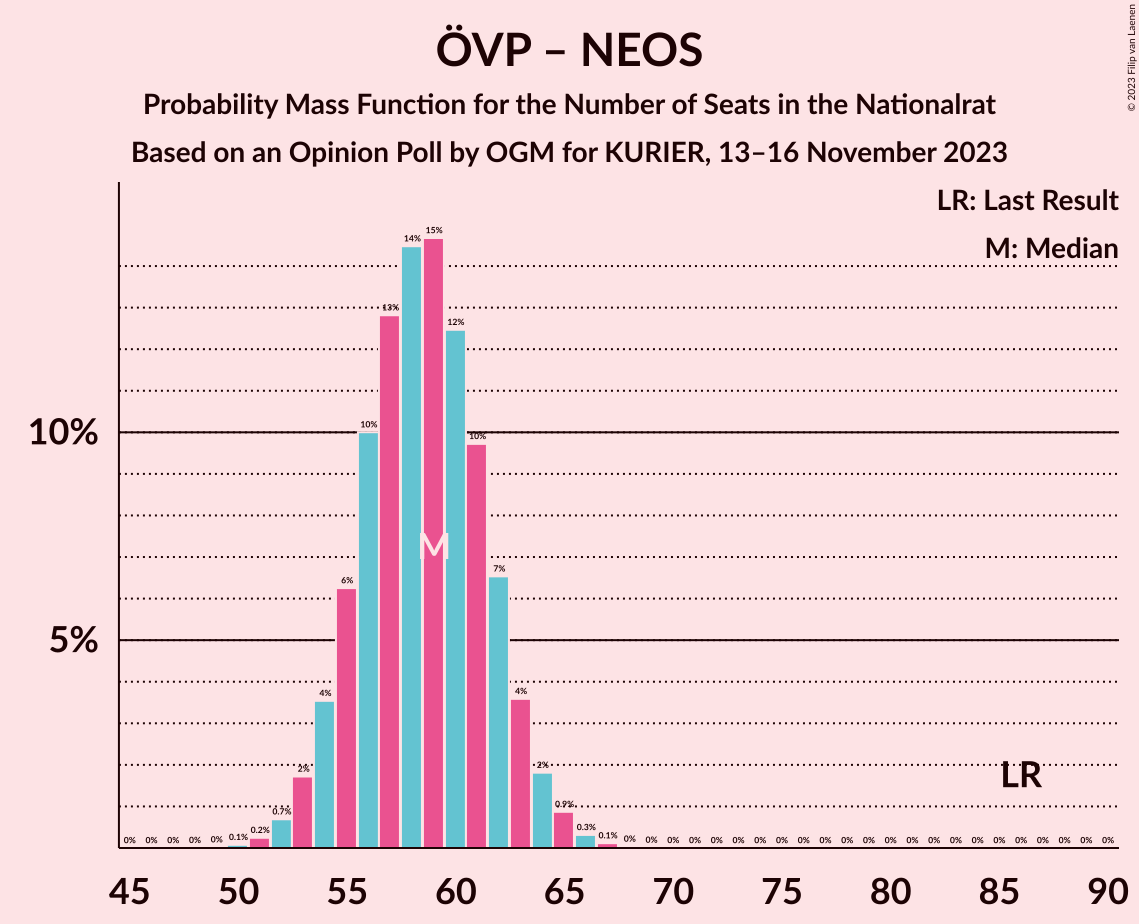 ÖVP – NEOS
Probability Mass Function for the Number of Seats in the Nationalrat
Based on an Opinion Poll by OGM for KURIER, 13–16 November 2023
© 2023 Filip van Laenen
LR: Last Result
M: Median
10%
5%
0% 0% 0% 0% 0% 0.1% 0.2% 0.7% 2% 4% 6% 10% 13% 14% 15% 12% 10% 7% 4% 2% 0.9% 0.3% 0.1% 0% 0% 0% 0% 0% 0% 0% 0% 0% 0% 0% 0% 0% 0% 0% 0% 0% 0% 0% 0% 0% 0% 0%
M
LR
45 50 55 60 65 70 75 80 85 90